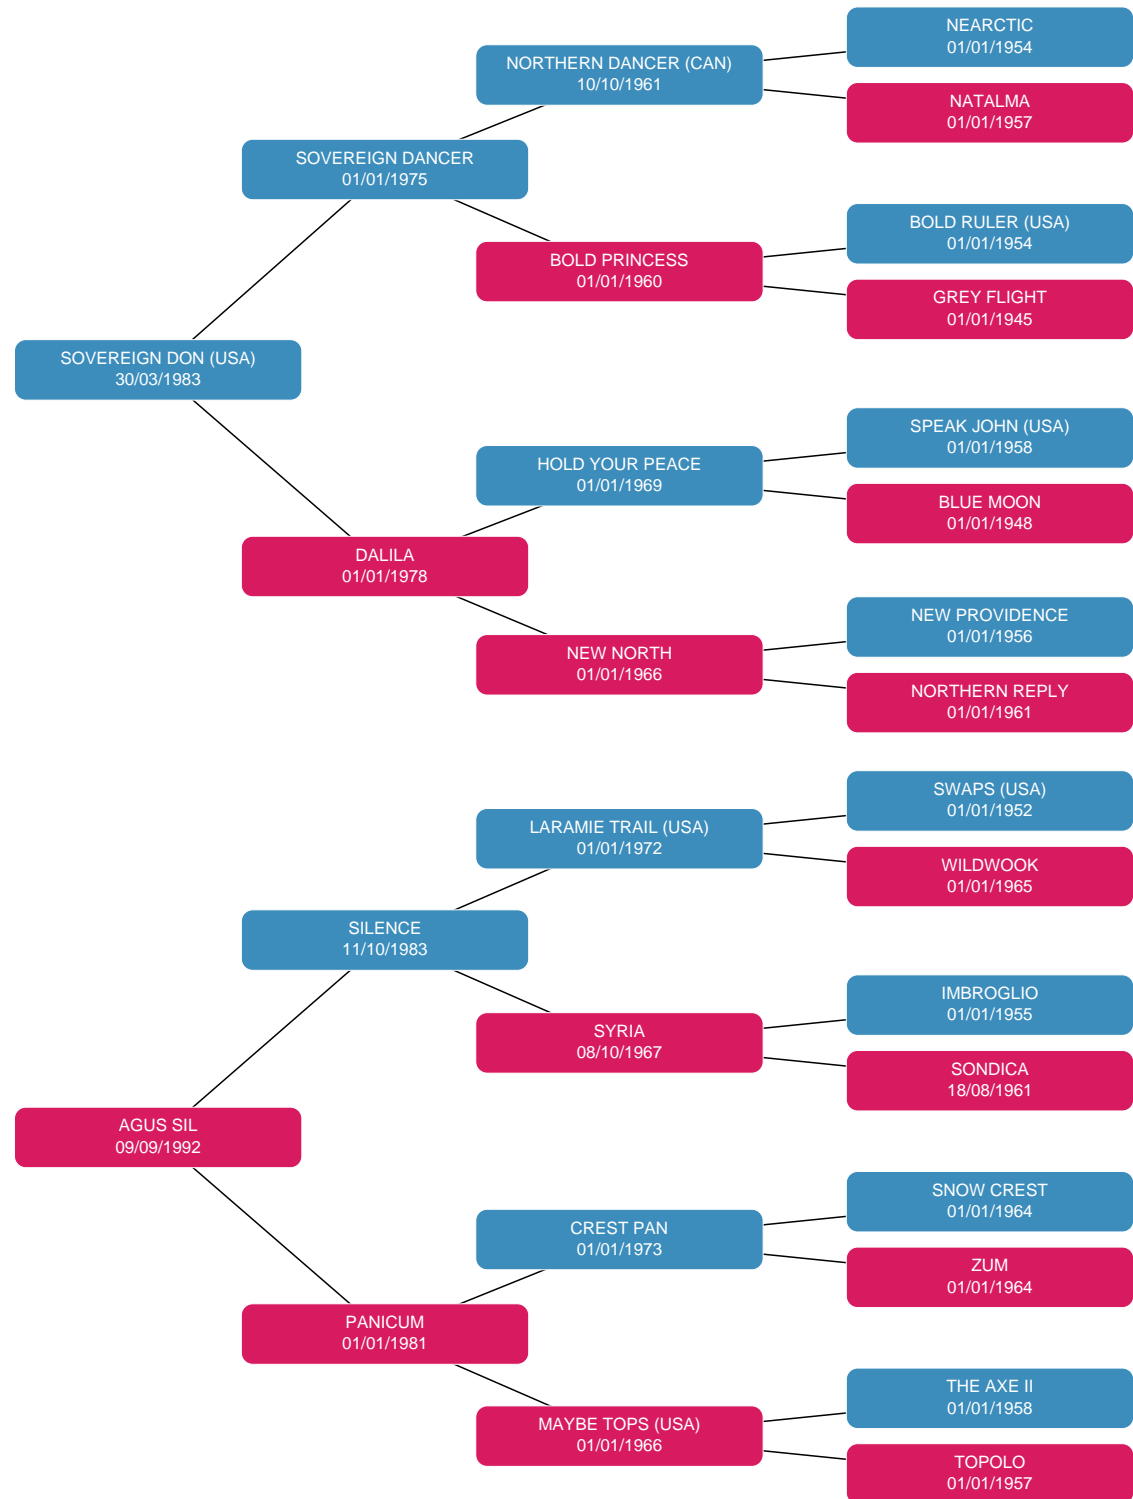 NEARCTIC
01/01/1954
NORTHERN DANCER (CAN)
10/10/1961
NATALMA
01/01/1957
SOVEREIGN DANCER
01/01/1975
BOLD RULER (USA)
01/01/1954
BOLD PRINCESS
01/01/1960
GREY FLIGHT
01/01/1945
SOVEREIGN DON (USA)
30/03/1983
SPEAK JOHN (USA)
01/01/1958
HOLD YOUR PEACE
01/01/1969
BLUE MOON
01/01/1948
DALILA
01/01/1978
NEW PROVIDENCE
01/01/1956
NEW NORTH
01/01/1966
NORTHERN REPLY
01/01/1961
SWAPS (USA)
01/01/1952
LARAMIE TRAIL (USA)
01/01/1972
WILDWOOK
01/01/1965
SILENCE
11/10/1983
IMBROGLIO
01/01/1955
SYRIA
08/10/1967
SONDICA
18/08/1961
AGUS SIL
09/09/1992
SNOW CREST
01/01/1964
CREST PAN
01/01/1973
ZUM
01/01/1964
PANICUM
01/01/1981
THE AXE II
01/01/1958
MAYBE TOPS (USA)
01/01/1966
TOPOLO
01/01/1957